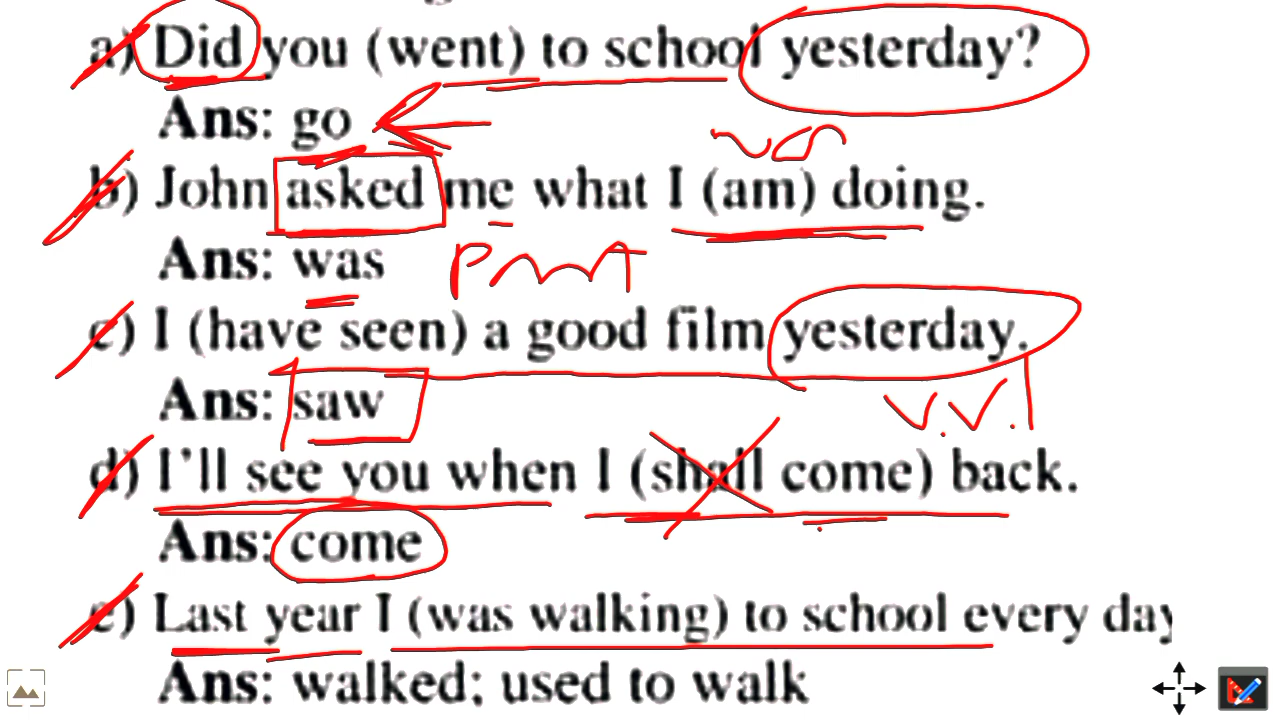 a) Did you (went) to school yesterday?
Ans: go
b) John asked me what I (am) doing.
Ans: was
c) I (have seen) a good film yesterday.
Ans: saw
V.V.I
d) I'll see you when I (shall come) back.
Ans: come
e) Last year I (was walking) to school every day
Ans: walked; used to walk